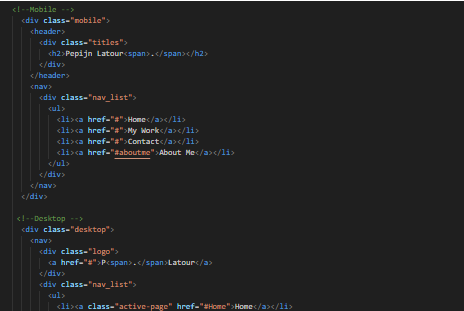 <!--Mobile -->
<div class="mobile">
<header>
<div class="titles">
<h2>Pepijn Latour<span>.</span></h2>
</div>
</header>
<nav>
<div class="nav_list">
<ul>
<li><a href="#">Home</a></li>
<li><a href="#">My Work</a></li>
<li><a href="#">Contact</a></li>
<li><a href="#aboutme">About Me</a></li>
</ul>
</div>
</nav>
</div>
<!--Desktop -->
<div class="desktop">
<nav>
<div class="logo">
<a href="#">P<span>.</span>Latour</a>
</div>
<div class="nav_list">
<ul>
<li><a class="active-page" href="#Home">Home</a></li>